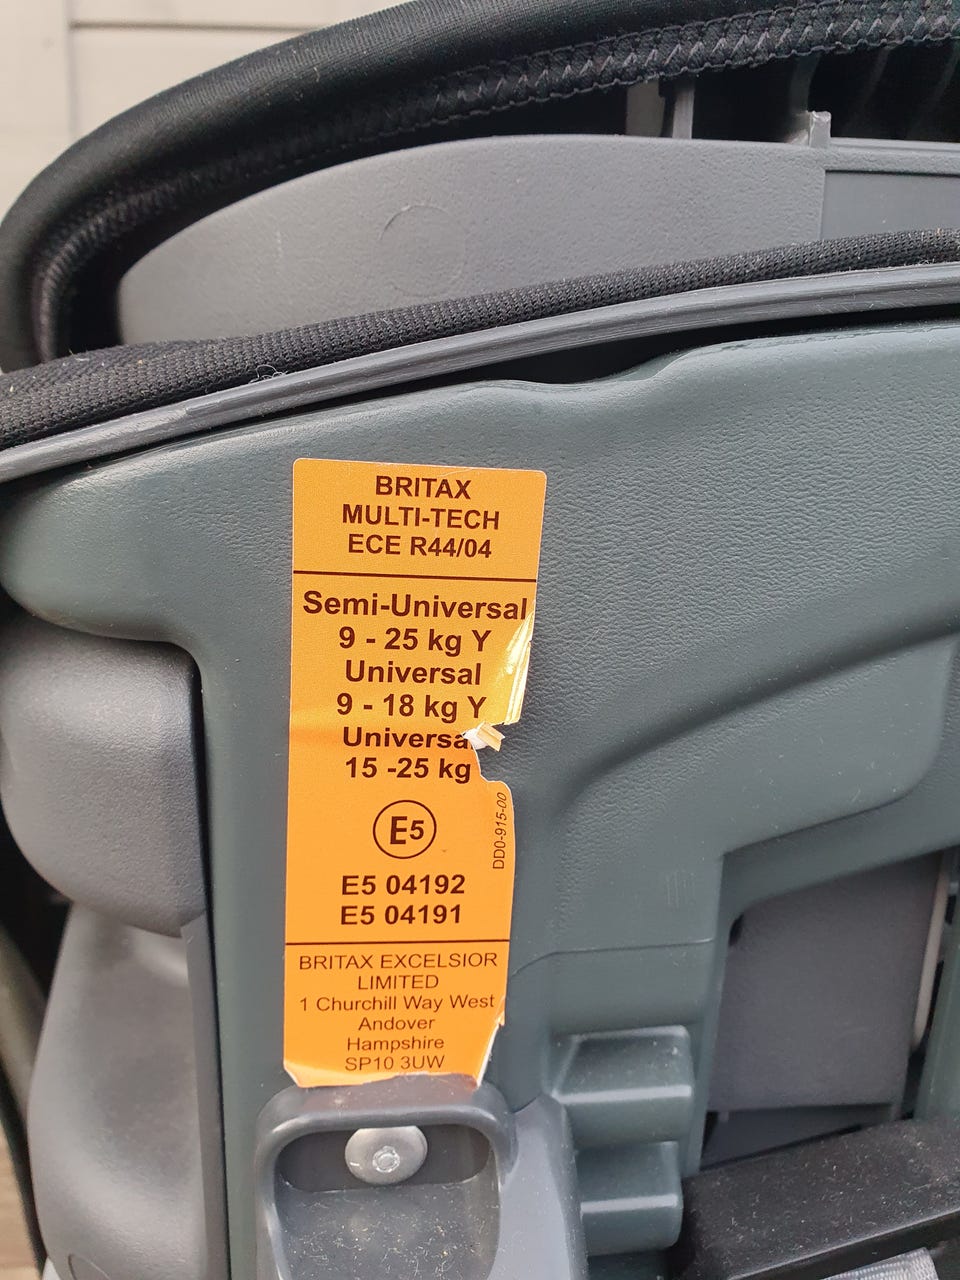 BRITAX
MULTI-TECH
ECE R44/04
Semi-Universal
9 - 25 kg Y
Universal
9 - 18 kg Y
Universa
15 -25 kg
E5
DD0-915-00
E5 04192
E5 04191
BRITAX EXCELSIOR
LIMITED
1 Churchill Way West
Andover
Hampshire
SP10 3UW